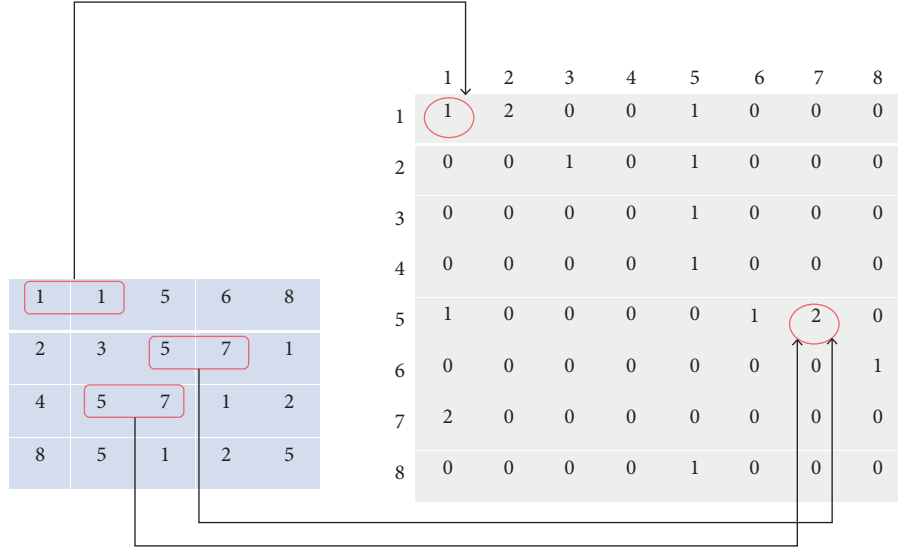 1 2 3 4 5 6 7 8
1 1 2 0 0 1 0 0 0
2 0 0 1 0 1 0 0 0
3 0 0 0 0 1 0 0 0
4 0 0 0 0 1 0 0 0
5 1 0 0 0 0 1 2 0
6 0 0 0 0 0 0 0 1
7 2 0 0 0 0 0 0 0
8 0 0 0 0 1 0 0 0
1 1 5 6 8
2 3 5 7 1
4 5 7 1 2
8 5 1 2 5